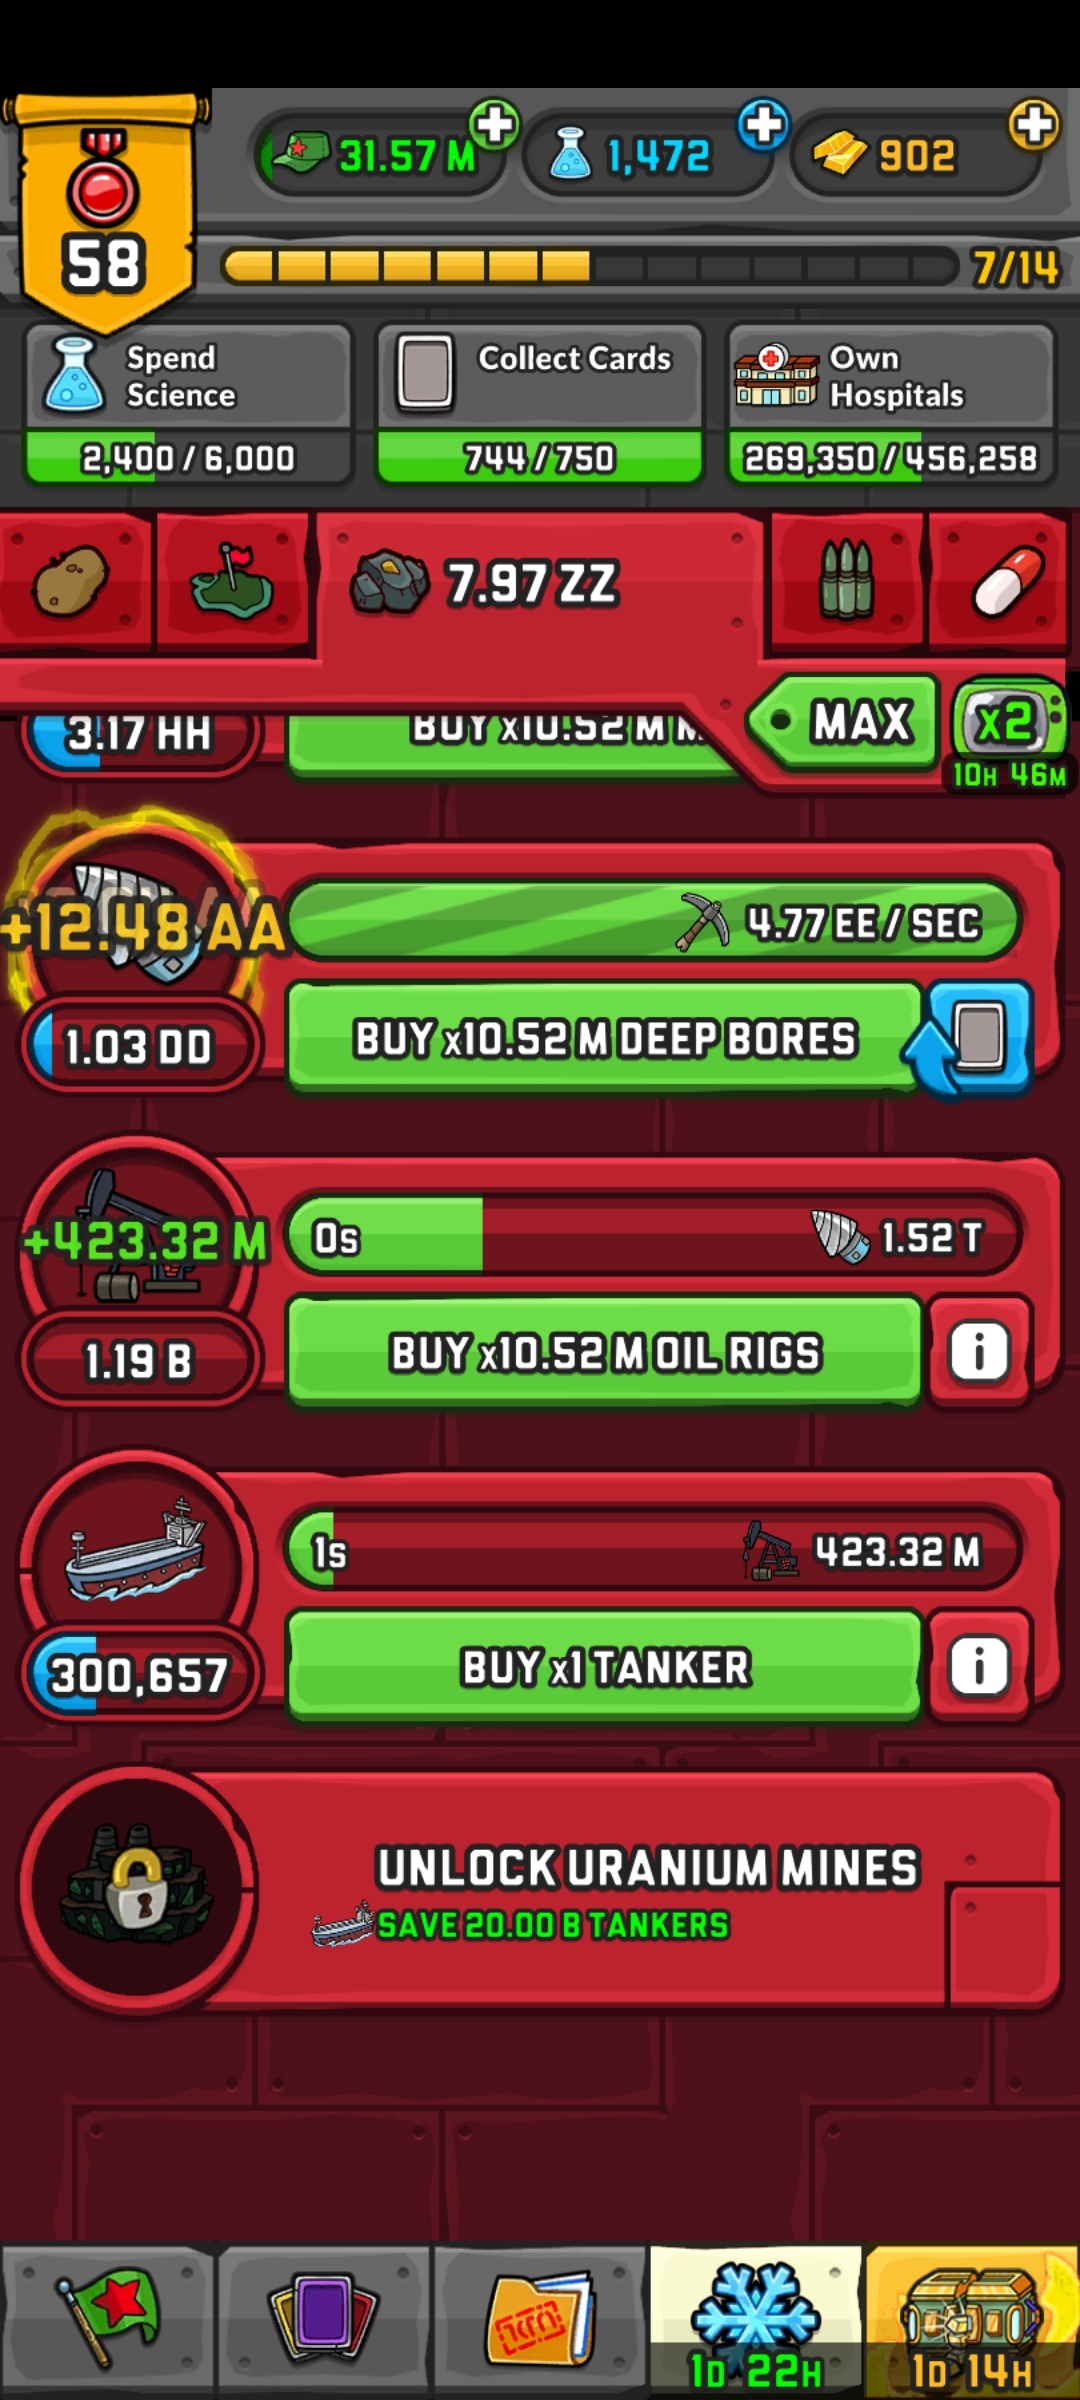 31.57 M
1,472
902
58
7/14
Spend
Science
Collect Cards
Own
Hospitals
2,400 / 6,000
744 / 750
269,350 / 456,258
7.97 ZZ
MAX
x2
10H 46M
3.17 HH
BUY x10.52 M M
+12.48 AA
4.77 EE / SEC
1.03 DD
BUY x10.52 M DEEP BORES
+423.32 M
0s
1.52 T
1.19 B
BUY x10.52 M OIL RIGS
i
1s
423.32 M
300,657
BUY x1 TANKER
i
UNLOCK URANIUM MINES
SAVE 20.00 B TANKERS
1D 22H
1D 14H